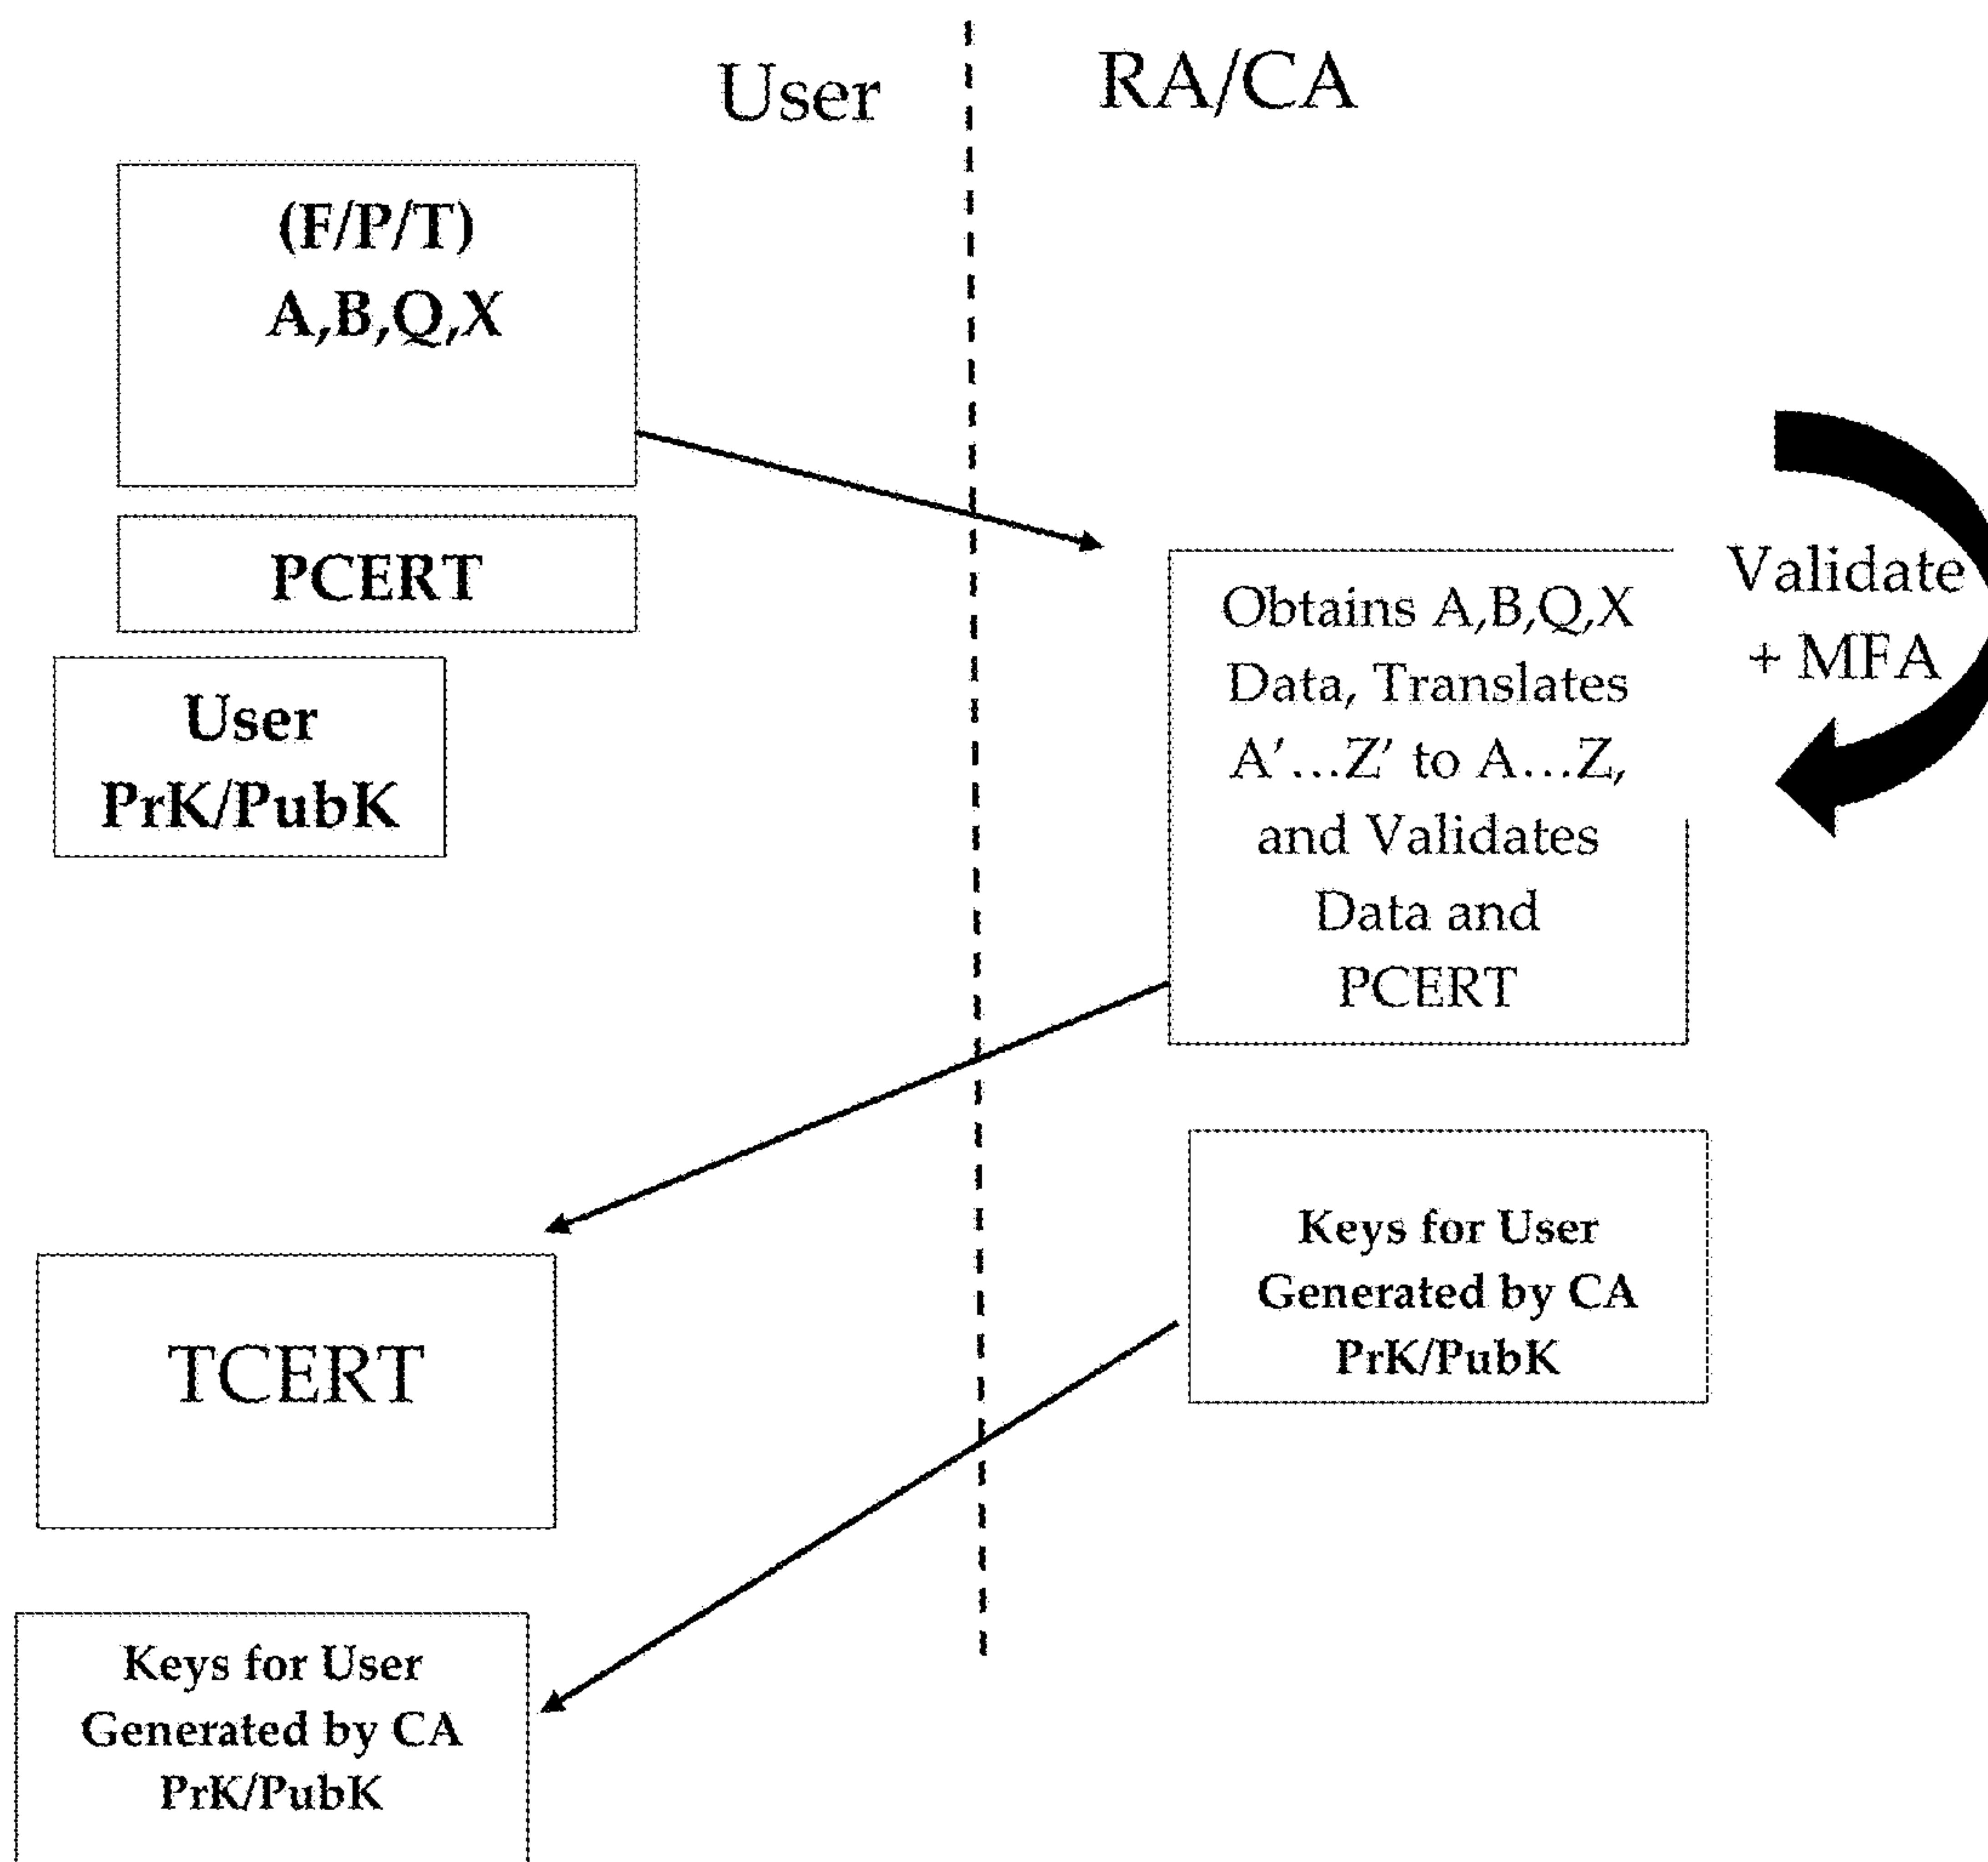 User
RA/CA
(F/P/T)
A,B,Q,X
PCERT
User
PrK/PubK
Obtains A,B,Q,X
Data, Translates
A'...Z' to A...Z,
and Validates
Data and
PCERT
Validate
+ MFA
TCERT
Keys for User
Generated by CA
PrK/PubK
Keys for User
Generated by CA
PrK/PubK